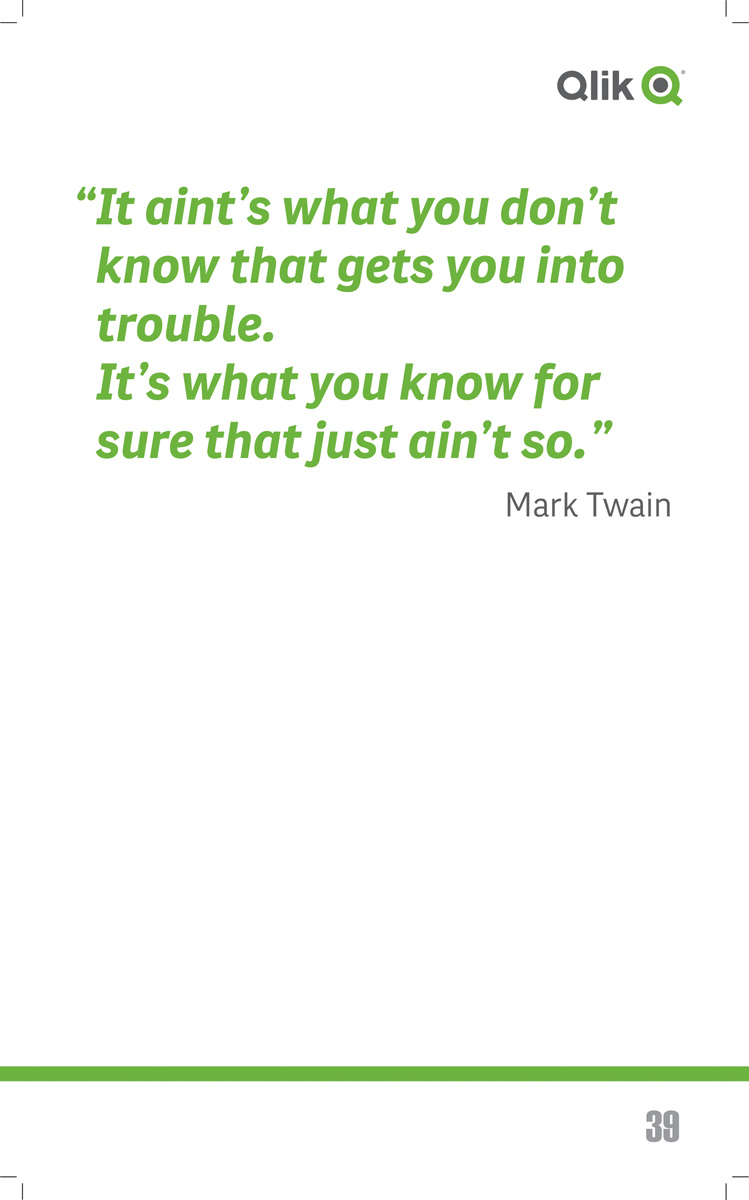 Qlik
“It aint’s what you don’t
know that gets you into
trouble.
It’s what you know for
sure that just ain’t so.”
Mark Twain
39